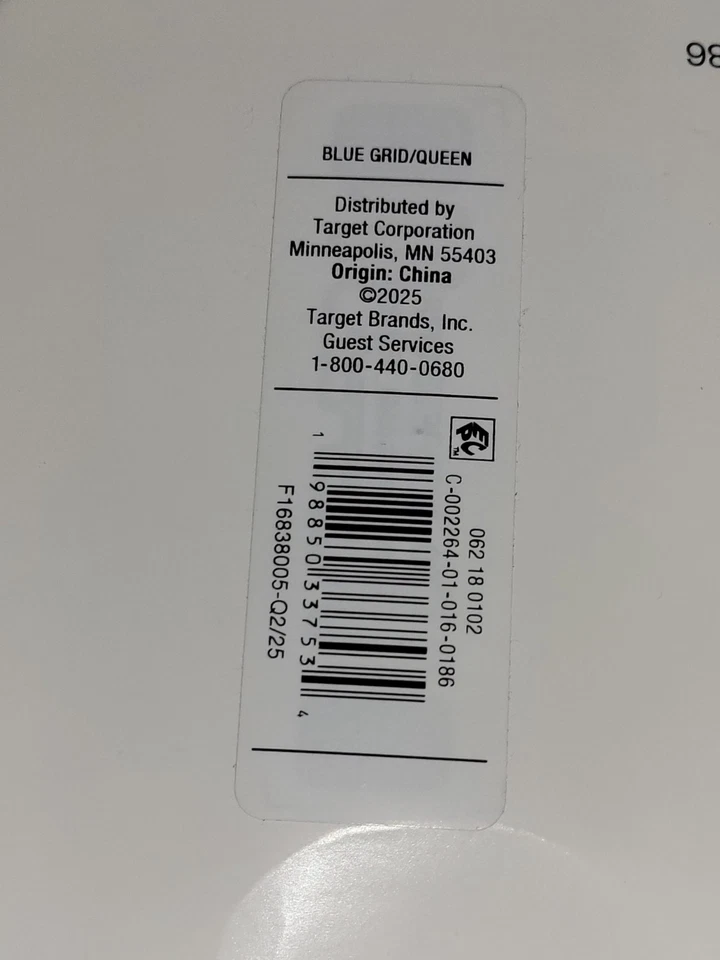 98
BLUE GRID/QUEEN
Distributed by
Target Corporation
Minneapolis, MN 55403
Origin: China
©2025
Target Brands, Inc.
Guest Services
1-800-440-0680
062 18 0102
C-002264-01-016-0186
1 98850 33753 4
F16838005-Q2/25